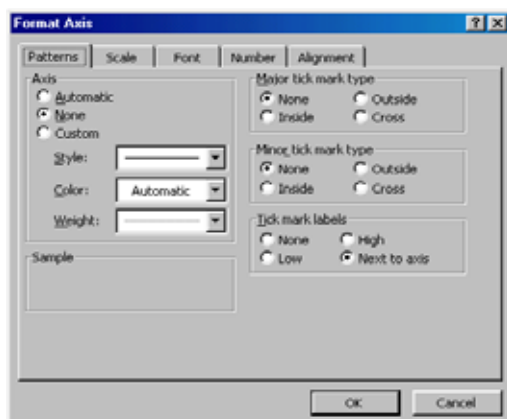 Format Axis
Patterns Scale Font Number Alignment
Axis
Automatic
None
Custom
Style:
Color: Automatic
Weight:
Sample
Major tick mark type
None Outside
Inside Cross
Minor tick mark type
None Outside
Inside Cross
Tick mark labels
None High
Low Next to axis
OK Cancel